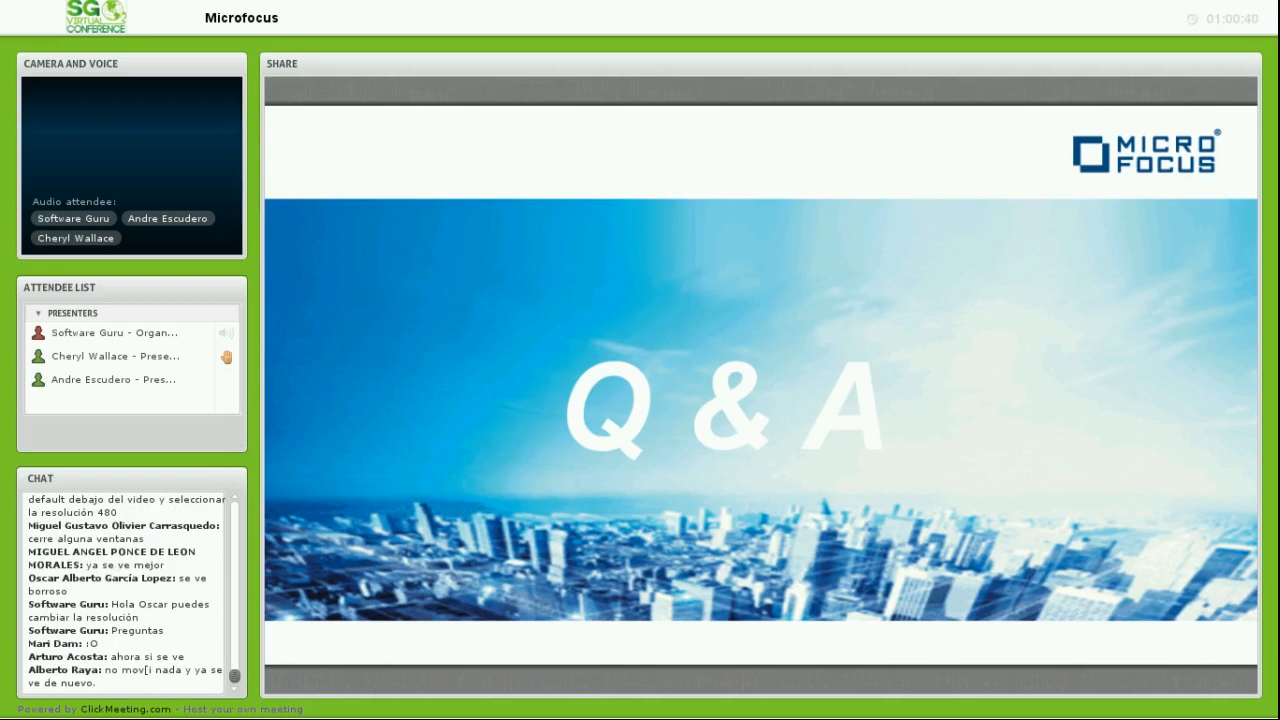 SG
VIRTUAL
CONFERENCE
Microfocus
01:00:40
CAMERA AND VOICE
Audio attendee:
Software Guru
Andre Escudero
Cheryl Wallace
ATTENDEE LIST
PRESENTERS
Software Guru - Organ...
Cheryl Wallace - Prese...
Andre Escudero - Pres...
CHAT
default debajo del video y seleccionar
la resolución 480
Miguel Gustavo Olivier Carrasquedo:
cerre alguna ventanas
MIGUEL ANGEL PONCE DE LEON
MORALES: ya se ve mejor
Oscar Alberto García Lopez: se ve
borroso
Software Guru: Hola Oscar puedes
cambiar la resolución
Software Guru: Preguntas
Mari Dam: :O
Arturo Acosta: ahora si se ve
Alberto Raya: no mov[i nada y ya se
ve de nuevo.
SHARE
MICRO
FOCUS®
Q & A
Powered by ClickMeeting.com - Host your own meeting